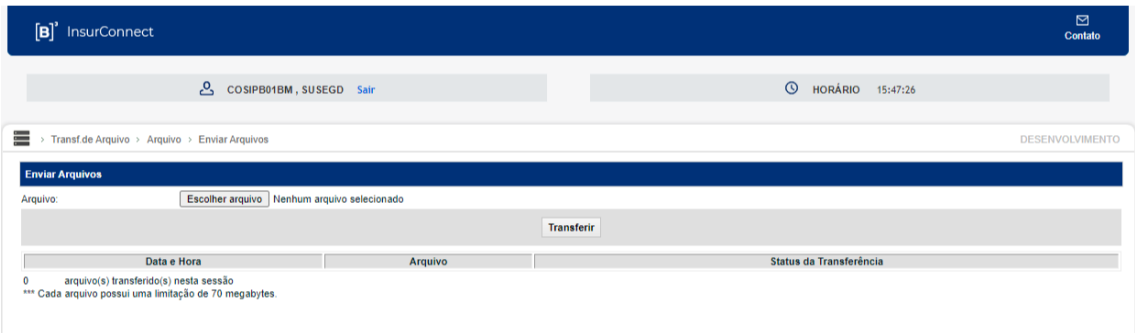 [B]³ InsurConnect
Contato
COSIPB01BM , SUSEGD Sair
HORÁRIO 15:47:26
> Transf.de Arquivo > Arquivo > Enviar Arquivos
DESENVOLVIMENTO
Enviar Arquivos
Arquivo: Escolher arquivo Nenhum arquivo selecionado
Transferir
Data e Hora Arquivo Status da Transferência
0 arquivo(s) transferido(s) nesta sessão
*** Cada arquivo possui uma limitação de 70 megabytes.